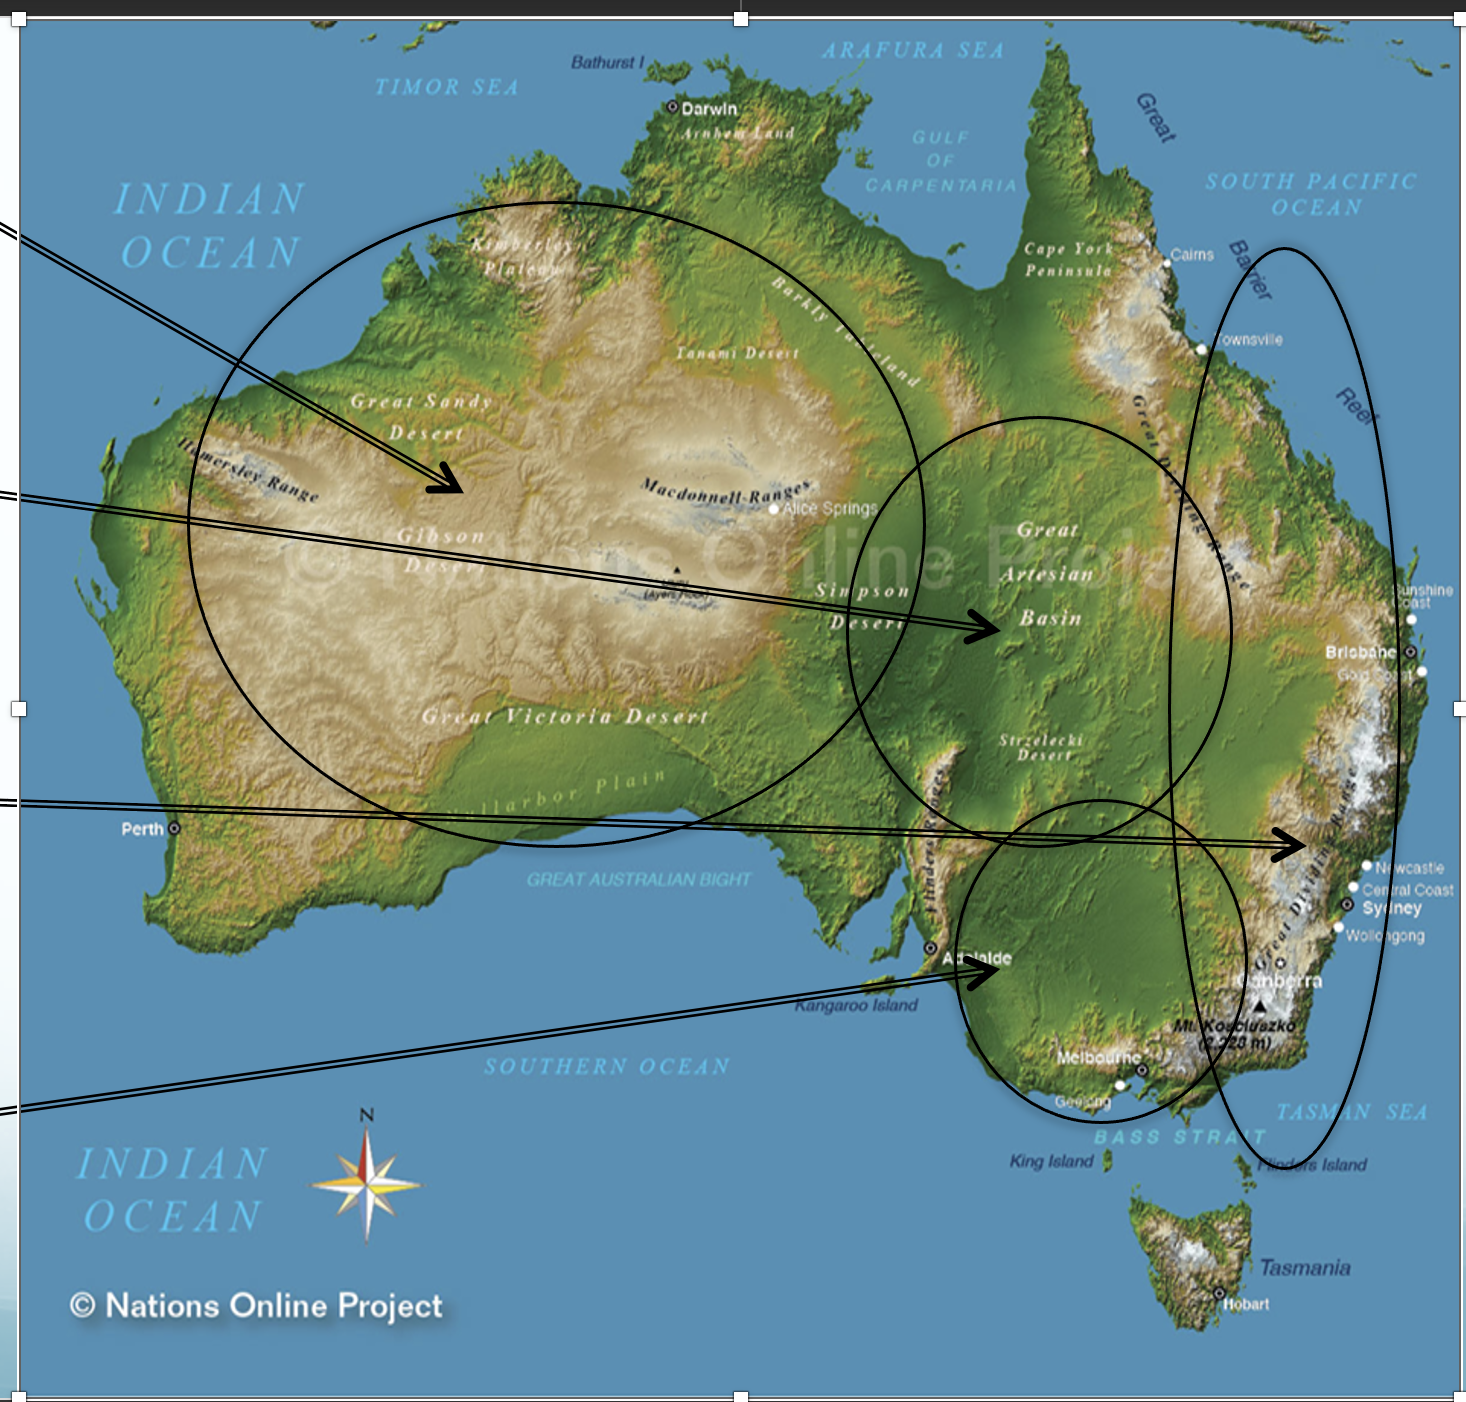 ARAFURA SEA
Bathurst I
TIMOR SEA
Darwin
Arnhem Land
Great
GULF
OF
CARPENTARIA
SOUTH PACIFIC
OCEAN
INDIAN
OCEAN
Kimberley
Plateau
Cape York
Peninsula
Cairns
Barrier
Barkly Tableland
Townsville
Tanami Desert
Reef
Great Sandy
Desert
Great Dividing Range
Hamersley-Range
Macdonnell-Ranges
Alice Springs
Gibson
Desert
© Nations Online Proje
Great
Artesian
Basin
(Ayers Rock)
Simpson
Desert
Sunshine
Coast
Brisbane
Gold Coast
Great Victoria Desert
Strzelecki
Desert
Nullarbor Plain
Flinders Ranges
Great Dividing Range
Perth
GREAT AUSTRALIAN BIGHT
Newcastle
Central Coast
Sydney
Wollongong
Adelaide
Canberra
Kangaroo Island
Mt. Kosciuszko
(2,228 m)
Melbourne
Geelong
SOUTHERN OCEAN
TASMAN SEA
BASS STRAIT
King Island
Flinders Island
N
INDIAN
OCEAN
Tasmania
Hobart
© Nations Online Project